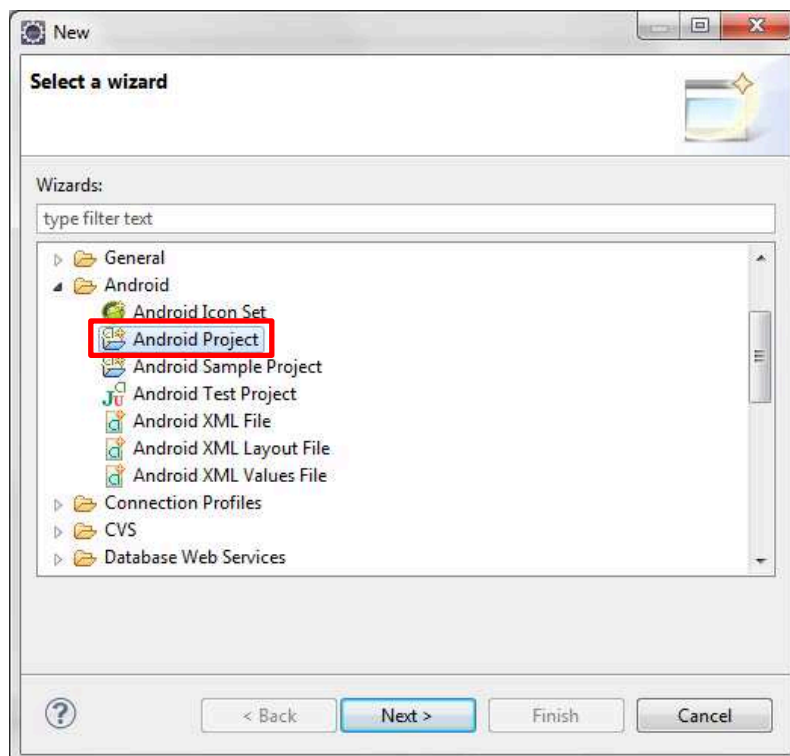 New
Select a wizard
Wizards:
type filter text
General
Android
Android Icon Set
Android Project
Android Sample Project
Android Test Project
Android XML File
Android XML Layout File
Android XML Values File
Connection Profiles
CVS
Database Web Services
< Back Next > Finish Cancel